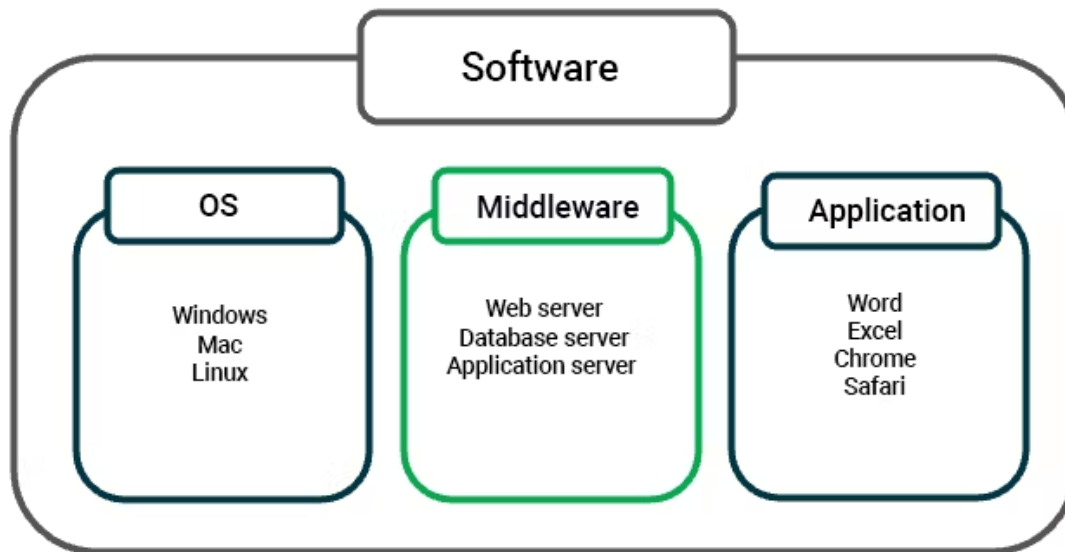 Software
OS
Windows
Mac
Linux
Middleware
Web server
Database server
Application server
Application
Word
Excel
Chrome
Safari